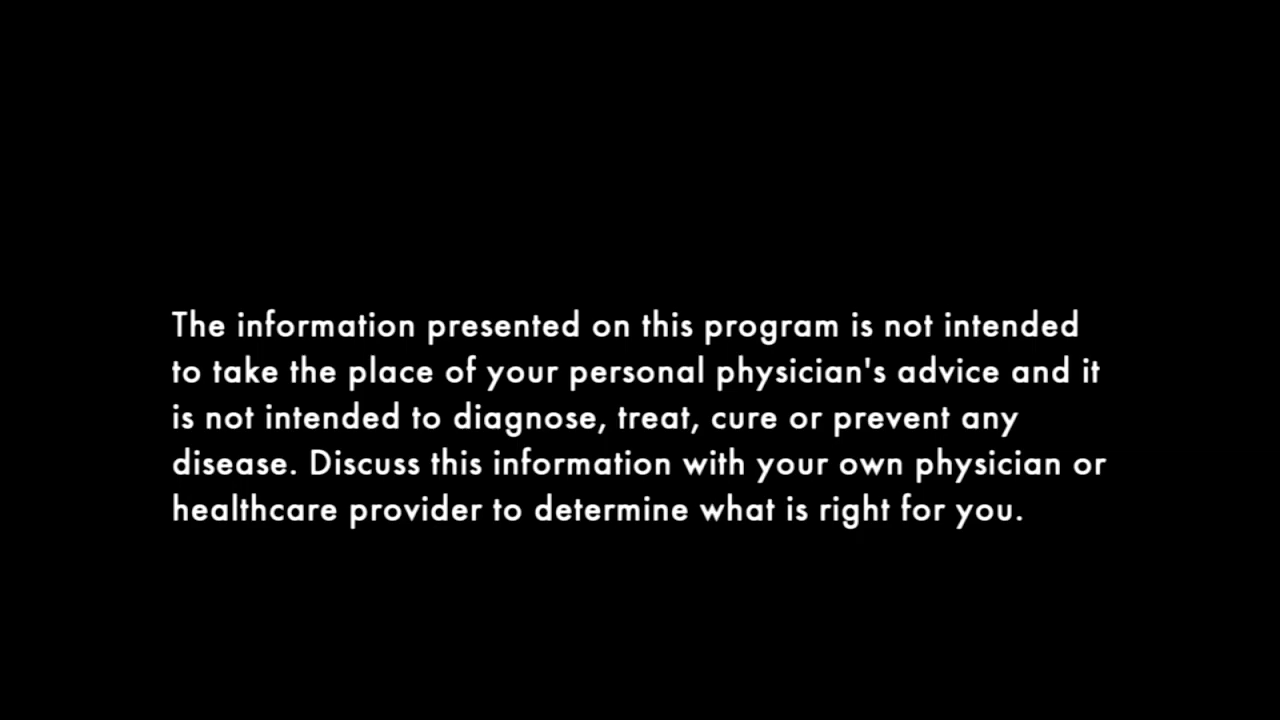 The information presented on this program is not intended
to take the place of your personal physician's advice and it
is not intended to diagnose, treat, cure or prevent any
disease. Discuss this information with your own physician or
healthcare provider to determine what is right for you.